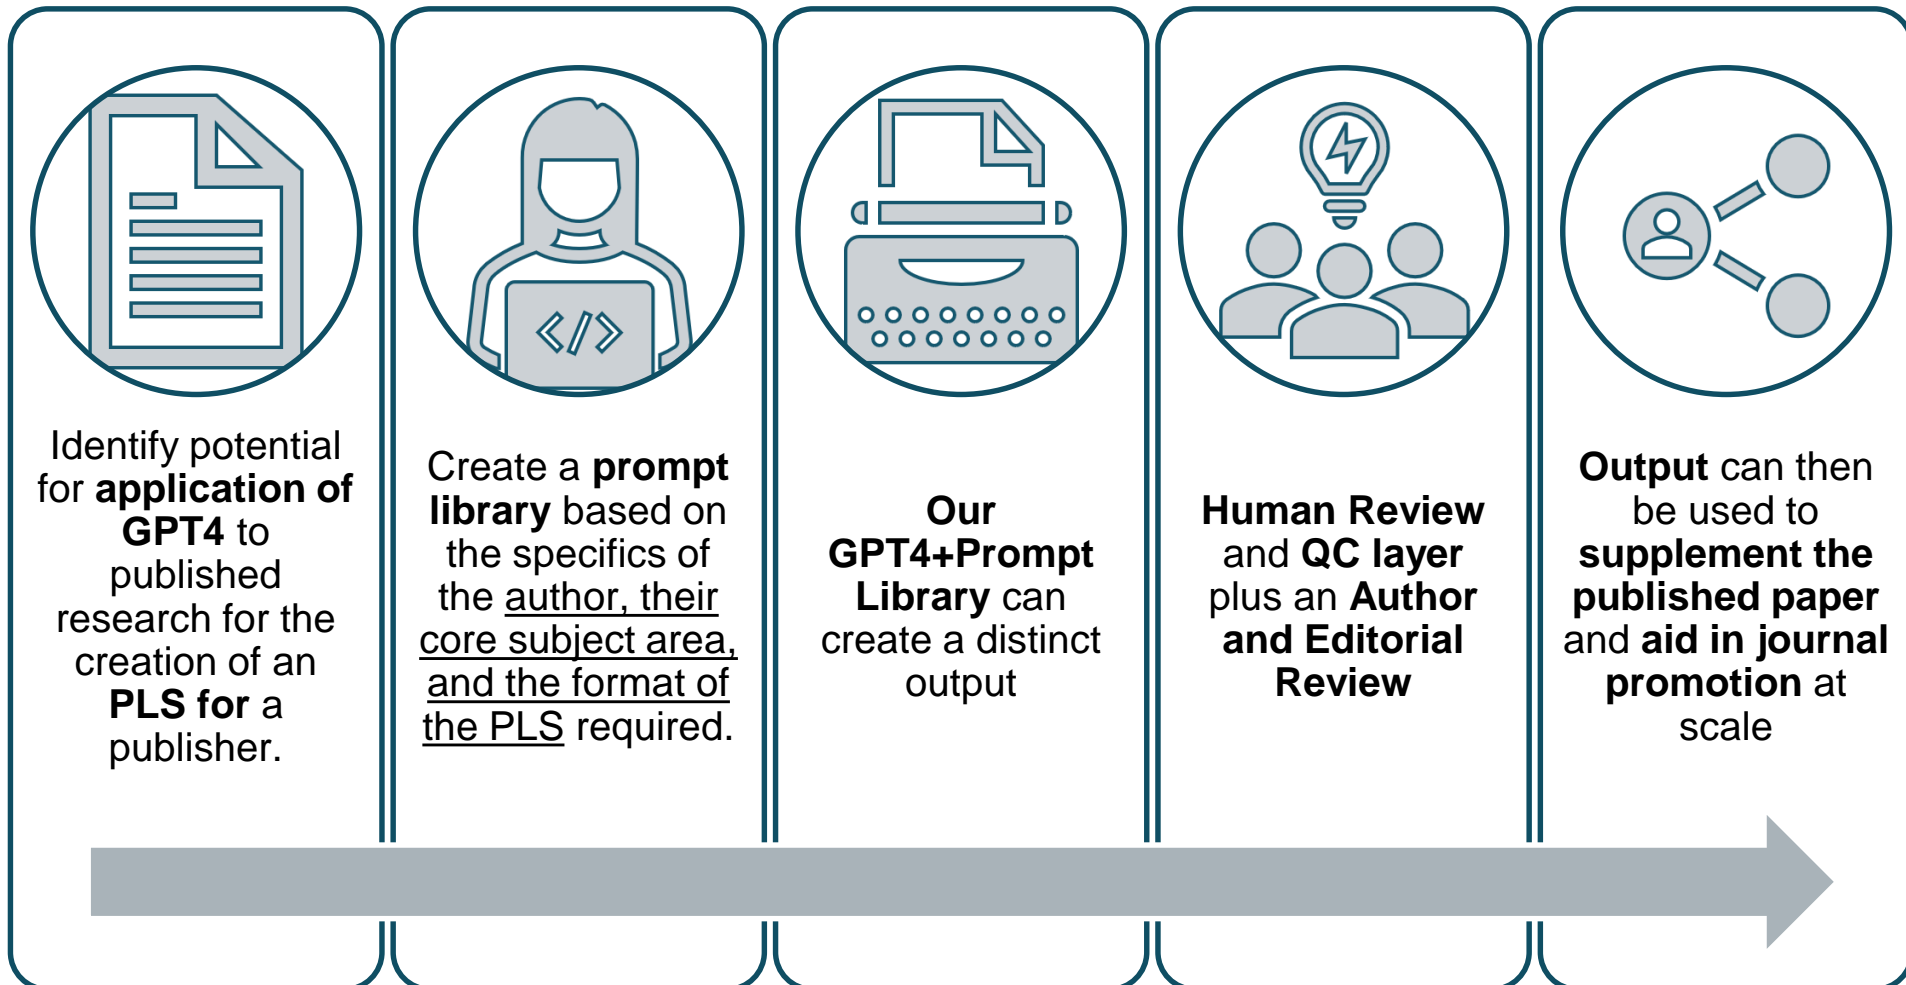 Identify potential
for application of
GPT4 to
published
research for the
creation of an
PLS for a
publisher.
Create a prompt
library based on
the specifics of
the author, their
core subject area,
and the format of
the PLS required.
Our
GPT4+Prompt
Library can
create a distinct
output
Human Review
and QC layer
plus an Author
and Editorial
Review
Output can then
be used to
supplement the
published paper
and aid in journal
promotion at
scale